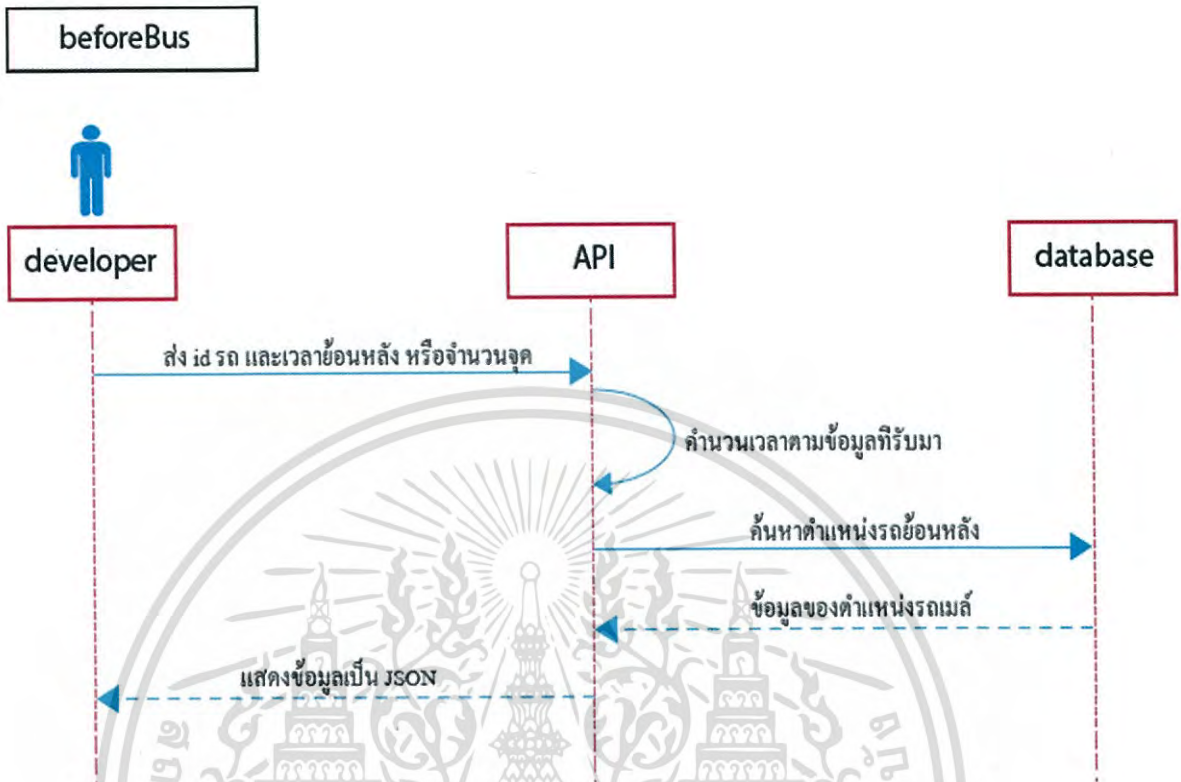 beforeBus
developer
API
database
ส่ง id รถ และเวลาย้อนหลัง หรือจำนวนจุด
คำนวนเวลาตามข้อมูลที่รับมา
ค้นหาตำแหน่งรถย้อนหลัง
ข้อมูลของตำแหน่งรถเมล์
แสดงข้อมูลเป็น JSON